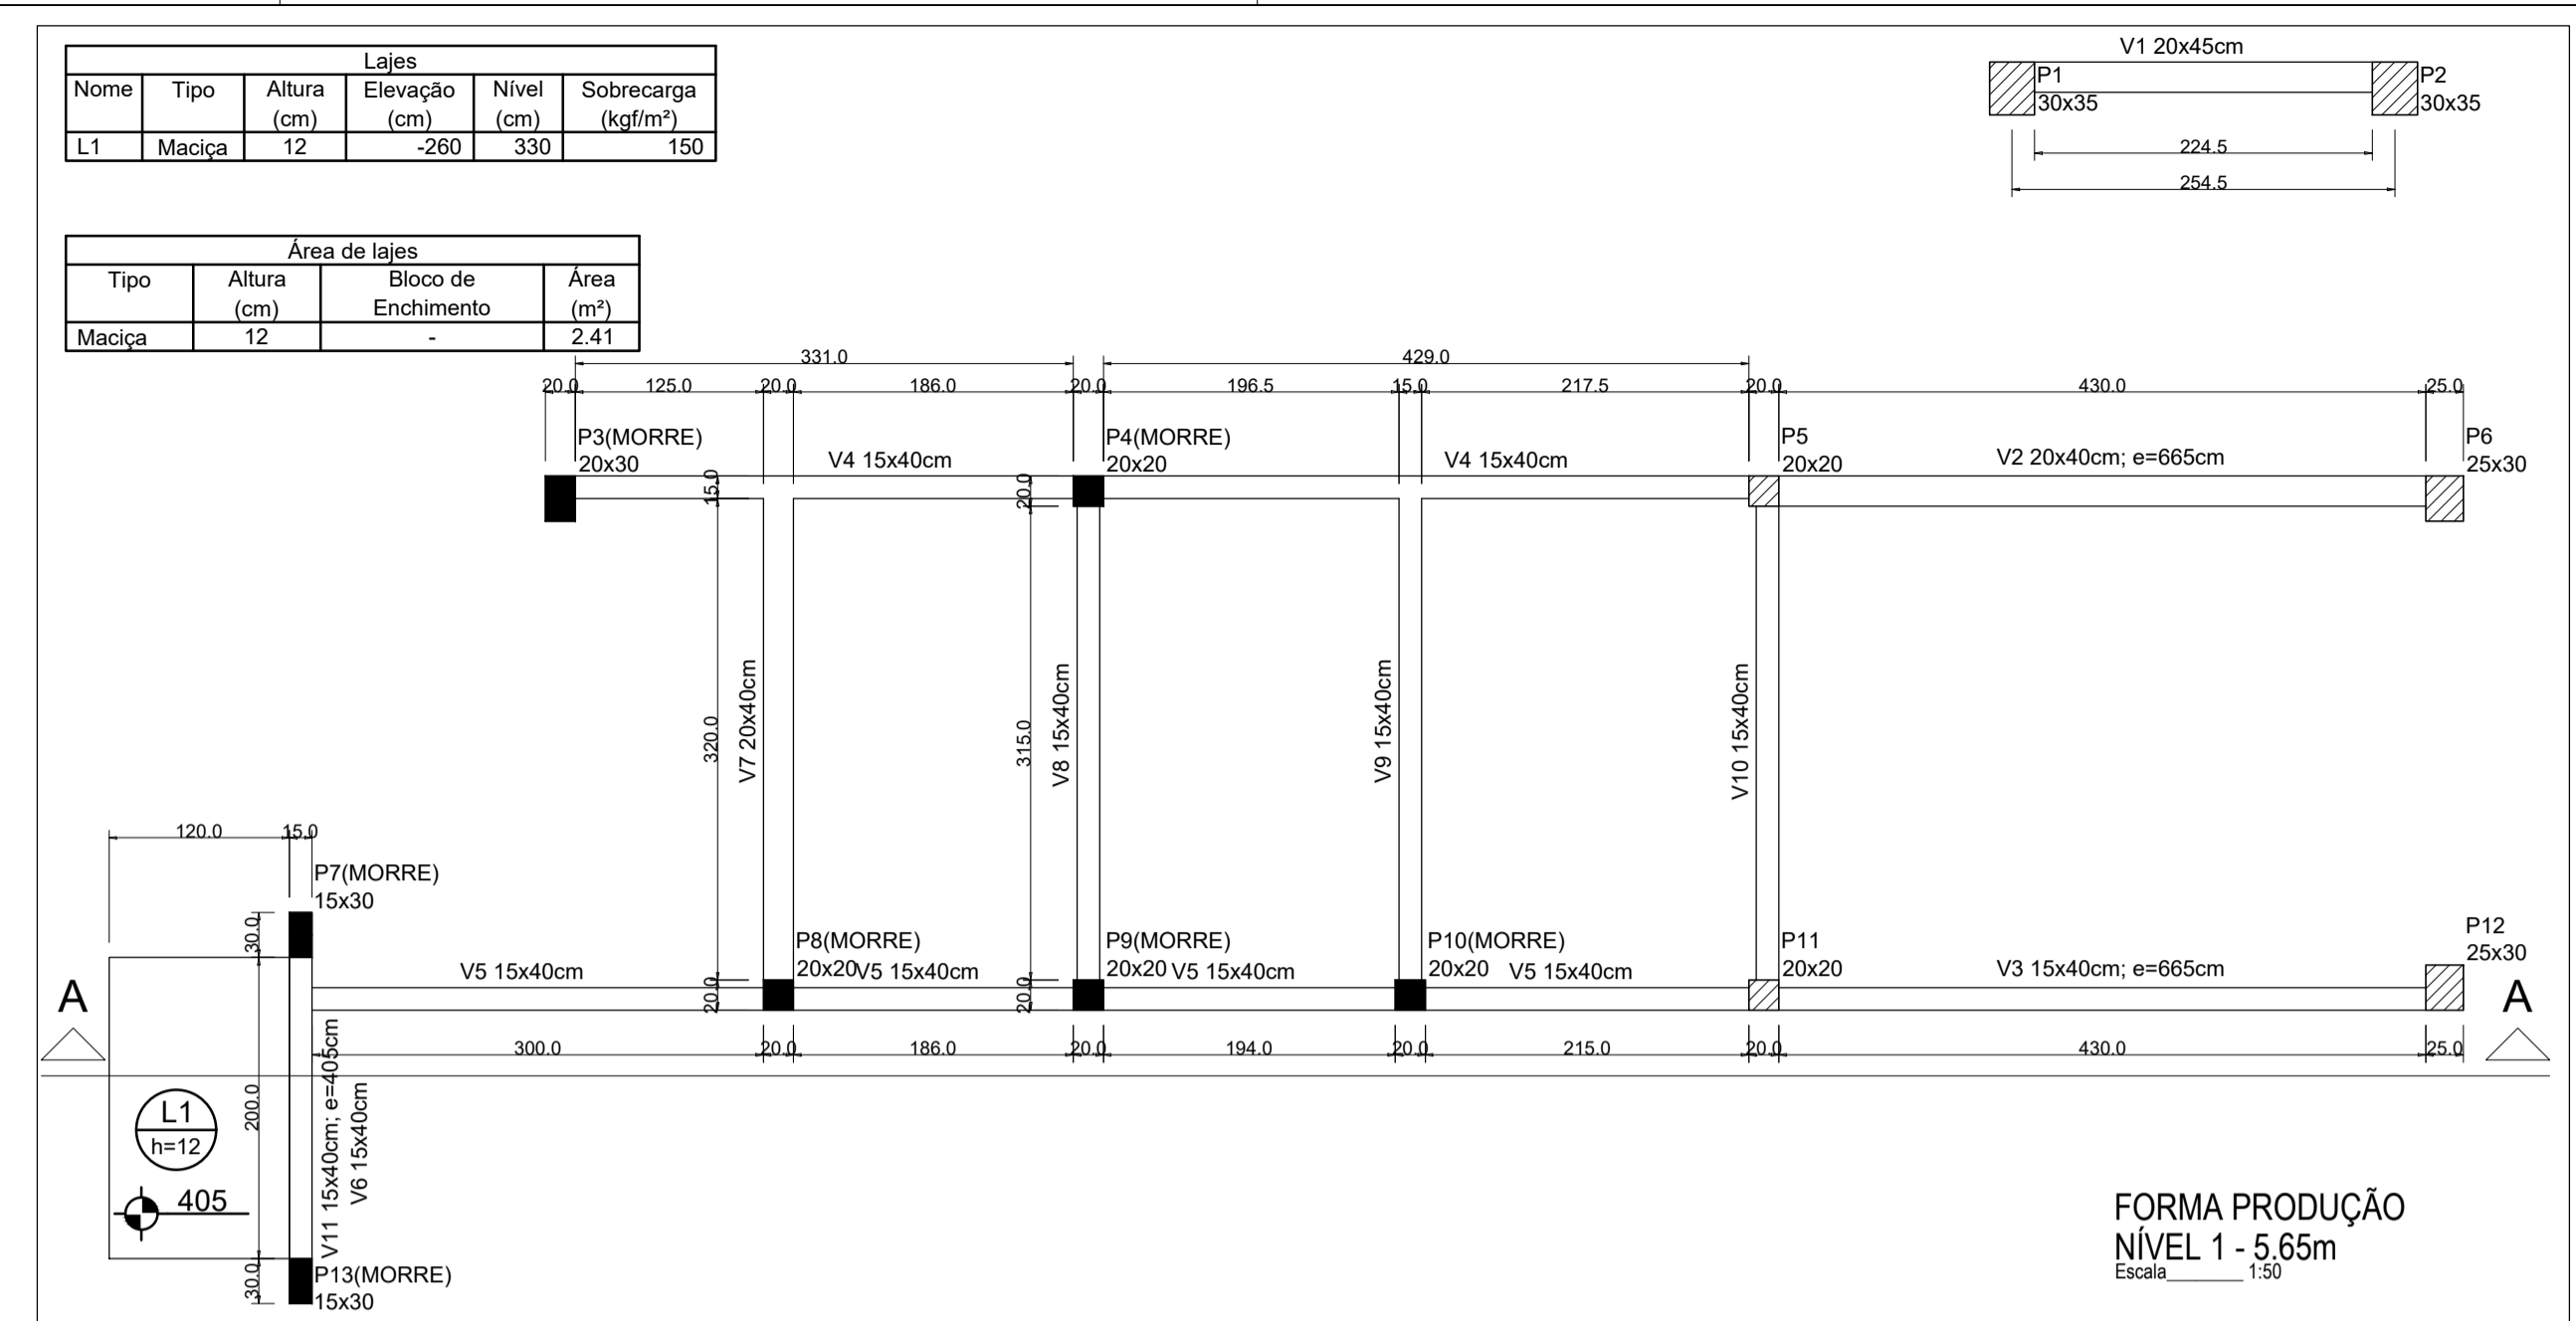 Lajes
Nome Tipo Altura (cm) Elevação (cm) Nível (cm) Sobrecarga (kgf/m²)
L1 Maciça 12 -260 330 150
V1 20x45cm
P1
30x35
P2
30x35
224.5
254.5
Área de lajes
Tipo Altura (cm) Bloco de Enchimento Área (m²)
Maciça 12 - 2.41
331.0 429.0
20.0 125.0 20.0 186.0 20.0 196.5 15.0 217.5 20.0 430.0 25.0
P3(MORRE)
20x30
V4 15x40cm
P4(MORRE)
20x20
V4 15x40cm
P5
20x20
V2 20x40cm; e=665cm
P6
25x30
15.0
20.0
320.0
V7 20x40cm
315.0
V8 15x40cm
V9 15x40cm
V10 15x40cm
120.0 15.0
P7(MORRE)
15x30
30.0
V5 15x40cm
P8(MORRE)
20x20
V5 15x40cm
P9(MORRE)
20x20
V5 15x40cm
P10(MORRE)
20x20
V5 15x40cm
P11
20x20
V3 15x40cm; e=665cm
P12
25x30
20.0
20.0
A
A
300.0 20.0 186.0 20.0 194.0 20.0 215.0 20.0 430.0 25.0
200.0
V11 15x40cm; e=405cm
V6 15x40cm
L1
h=12
405
30.0
P13(MORRE)
15x30
FORMA PRODUÇÃO
NÍVEL 1 - 5.65m
Escala________ 1:50